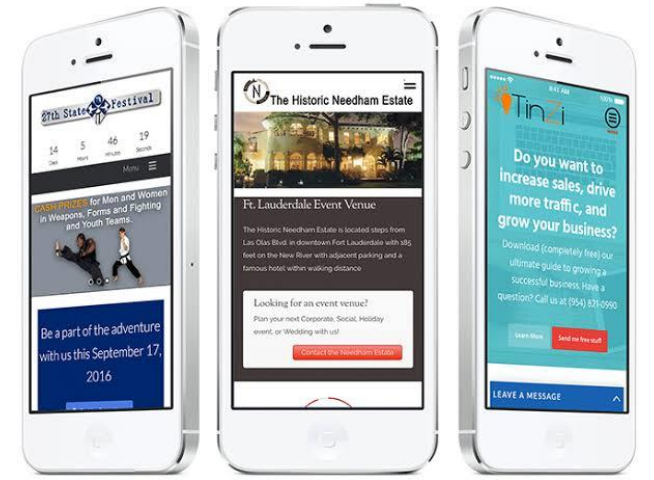 27th State Festival
14 5 46 19
Days Hours Minutes Seconds
Menu
CASH PRIZES for Men and Women
in Weapons, Forms and Fighting
and Youth Teams.
Be a part of the adventure
with us this September 17,
2016
N
The Historic Needham Estate
Ft. Lauderdale Event Venue
The Historic Needham Estate is located steps from
Las Olas Blvd. in downtown Fort Lauderdale with 185
feet on the New River with adjacent parking and a
famous hotel within walking distance
Looking for an event venue?
Plan your next Corporate, Social, Holiday
event, or Wedding with us!
Contact the Needham Estate
8:41 AM
100%
TinZi
Do you want to
increase sales, drive
more traffic, and
grow your business?
Download (completely free) our
ultimate guide to growing a
successful business. Have a
question? Call us at (954) 821-0990
Learn More Send me free stuff
LEAVE A MESSAGE